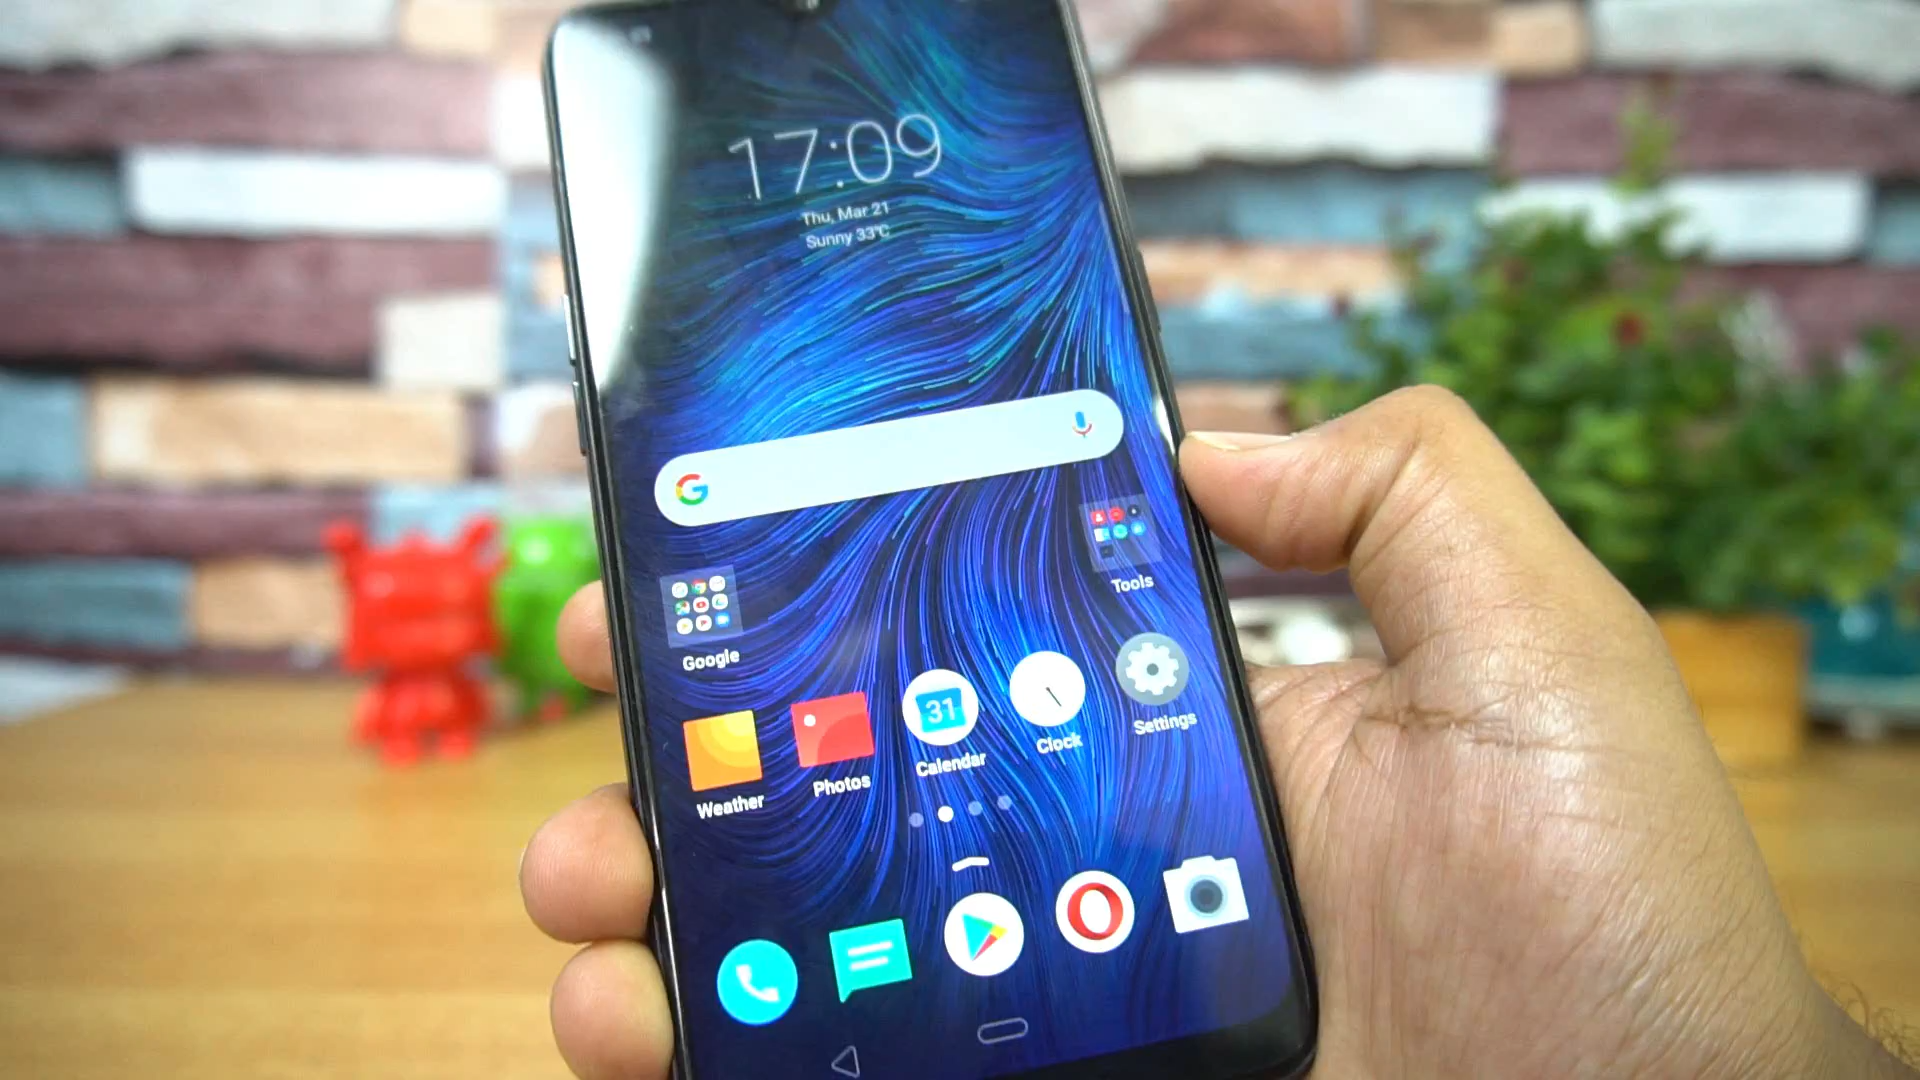 17:09
Thu, Mar 21
Sunny 33°C
G
Tools
Google
Settings
Clock
31
Calendar
Photos
Weather